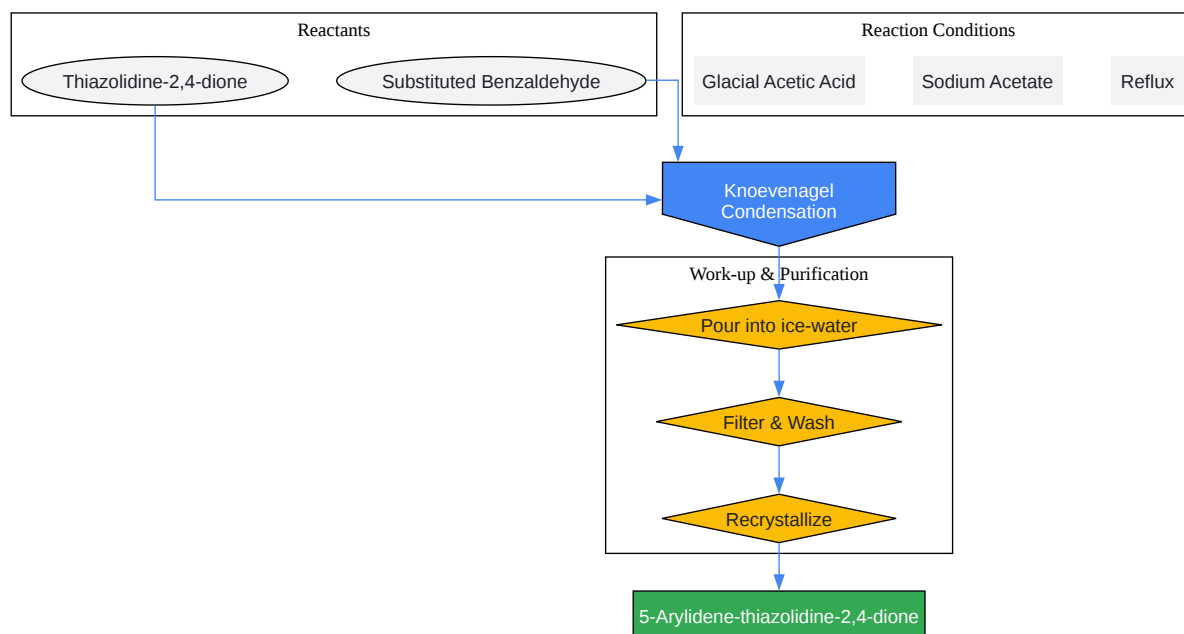 Reactants
Thiazolidine-2,4-dione
Substituted Benzaldehyde
Reaction Conditions
Glacial Acetic Acid
Sodium Acetate
Reflux
Knoevenagel
Condensation
Work-up & Purification
Pour into ice-water
Filter & Wash
Recrystallize
5-Arylidene-thiazolidine-2,4-dione